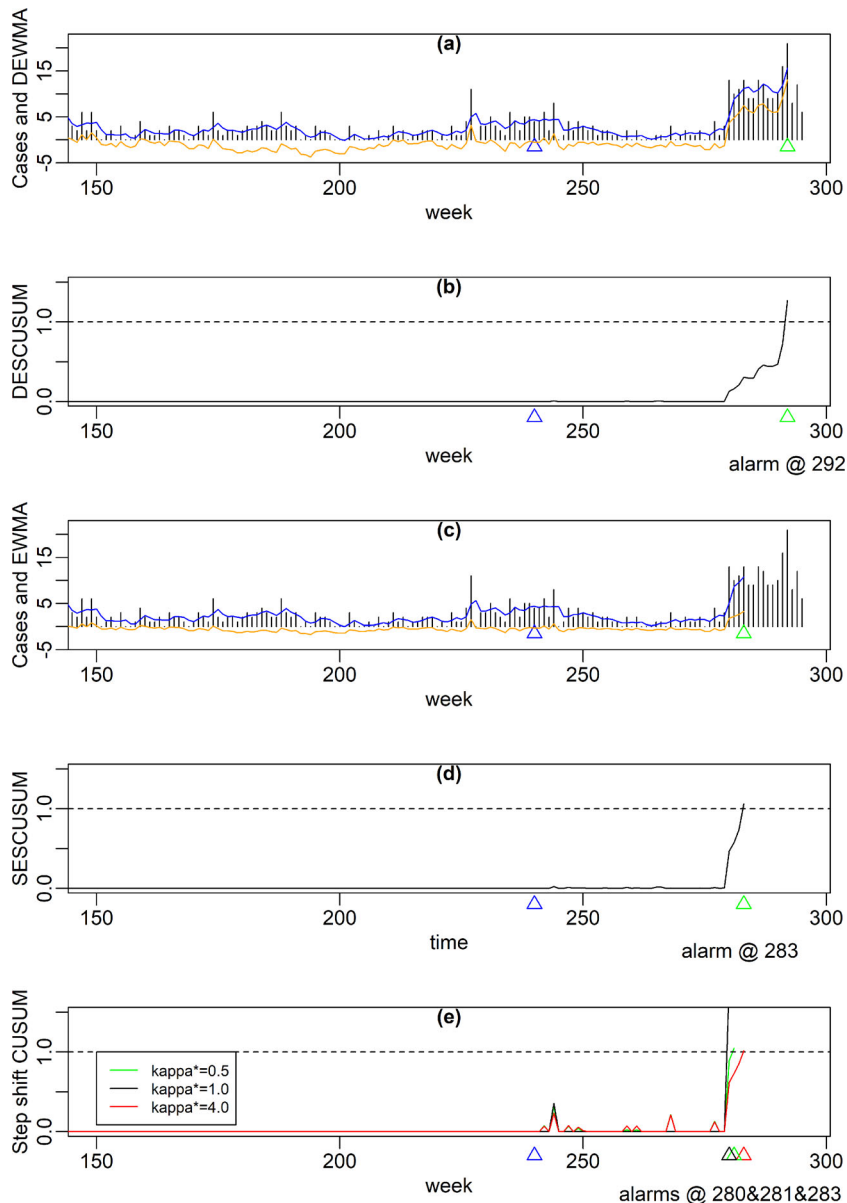 (a)
Cases and DEWMA
-5 5 15
150 200 250 300
week
(b)
DESCUSUM
0.0 1.0
150 200 250 300
week
alarm @ 292
(c)
Cases and EWMA
-5 5 15
150 200 250 300
week
(d)
SESCUSUM
0.0 1.0
150 200 250 300
time
alarm @ 283
(e)
Step shift CUSUM
0.0 1.0
kappa*=0.5
kappa*=1.0
kappa*=4.0
150 200 250 300
week
alarms @ 280&281&283